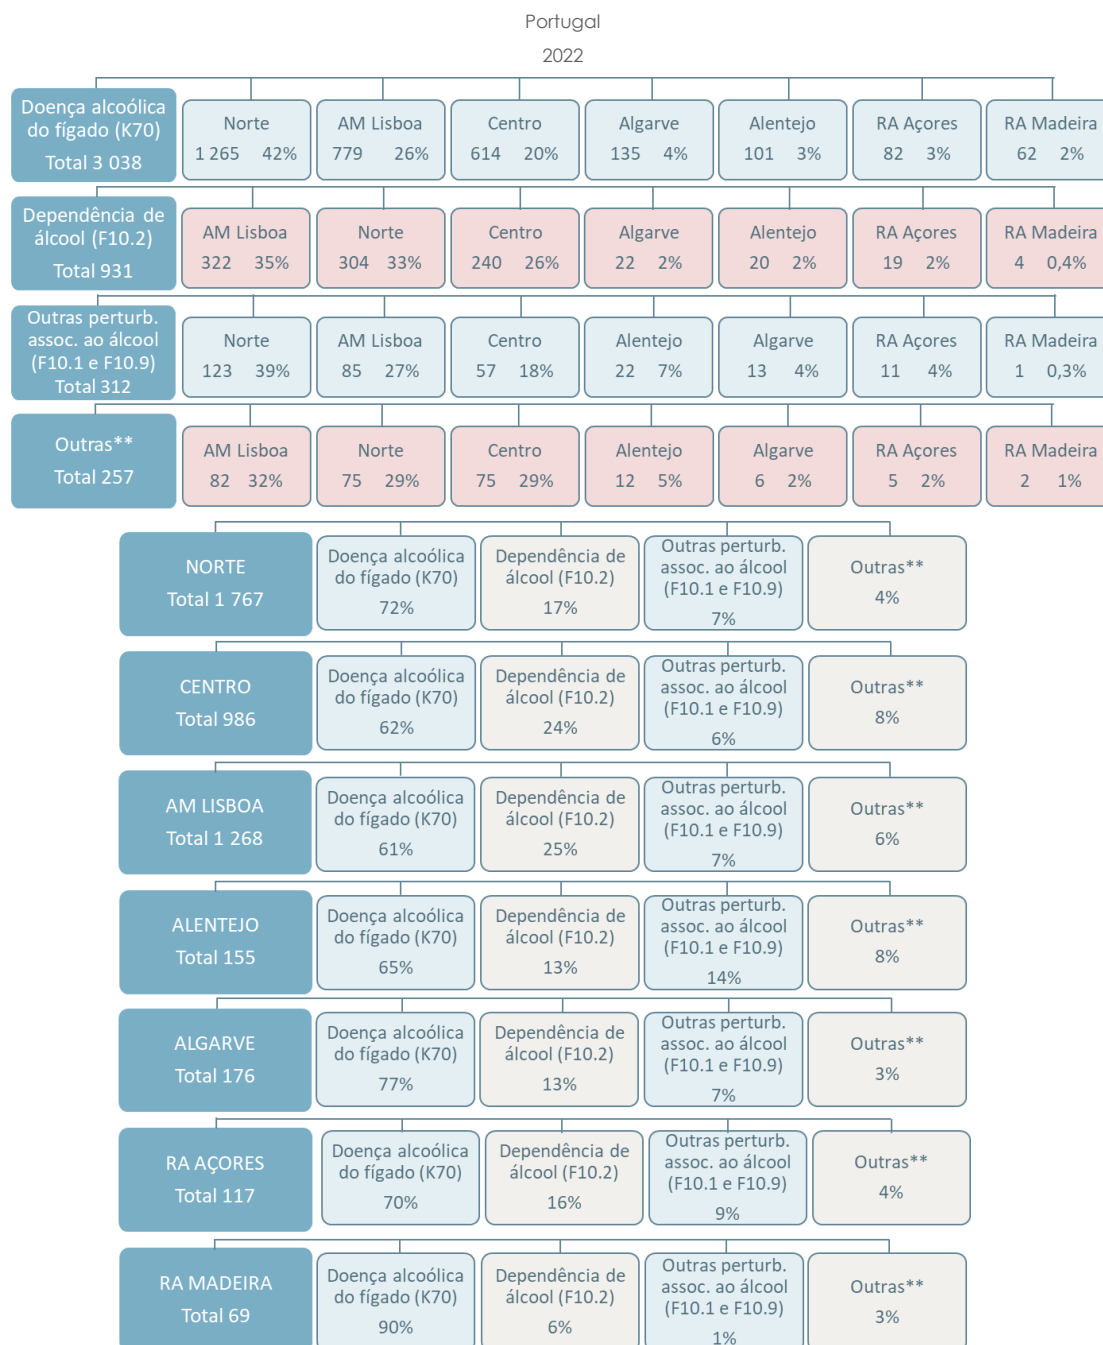 Portugal
2022
Doença alcoólica
do fígado (K70)
Total 3 038
Norte
1 265 42%
AM Lisboa
779 26%
Centro
614 20%
Algarve
135 4%
Alentejo
101 3%
RA Açores
82 3%
RA Madeira
62 2%
Dependência de
álcool (F10.2)
Total 931
AM Lisboa
322 35%
Norte
304 33%
Centro
240 26%
Algarve
22 2%
Alentejo
20 2%
RA Açores
19 2%
RA Madeira
4 0,4%
Outras perturb.
assoc. ao álcool
(F10.1 e F10.9)
Total 312
Norte
123 39%
AM Lisboa
85 27%
Centro
57 18%
Alentejo
22 7%
Algarve
13 4%
RA Açores
11 4%
RA Madeira
1 0,3%
Outras**
Total 257
AM Lisboa
82 32%
Norte
75 29%
Centro
75 29%
Alentejo
12 5%
Algarve
6 2%
RA Açores
5 2%
RA Madeira
2 1%
NORTE
Total 1 767
Doença alcoólica
do fígado (K70)
72%
Dependência de
álcool (F10.2)
17%
Outras perturb.
assoc. ao álcool
(F10.1 e F10.9)
7%
Outras**
4%
CENTRO
Total 986
Doença alcoólica
do fígado (K70)
62%
Dependência de
álcool (F10.2)
24%
Outras perturb.
assoc. ao álcool
(F10.1 e F10.9)
6%
Outras**
8%
AM LISBOA
Total 1 268
Doença alcoólica
do fígado (K70)
61%
Dependência de
álcool (F10.2)
25%
Outras perturb.
assoc. ao álcool
(F10.1 e F10.9)
7%
Outras**
6%
ALENTEJO
Total 155
Doença alcoólica
do fígado (K70)
65%
Dependência de
álcool (F10.2)
13%
Outras perturb.
assoc. ao álcool
(F10.1 e F10.9)
14%
Outras**
8%
ALGARVE
Total 176
Doença alcoólica
do fígado (K70)
77%
Dependência de
álcool (F10.2)
13%
Outras perturb.
assoc. ao álcool
(F10.1 e F10.9)
7%
Outras**
3%
RA AÇORES
Total 117
Doença alcoólica
do fígado (K70)
70%
Dependência de
álcool (F10.2)
16%
Outras perturb.
assoc. ao álcool
(F10.1 e F10.9)
9%
Outras**
4%
RA MADEIRA
Total 69
Doença alcoólica
do fígado (K70)
90%
Dependência de
álcool (F10.2)
6%
Outras perturb.
assoc. ao álcool
(F10.1 e F10.9)
1%
Outras**
3%